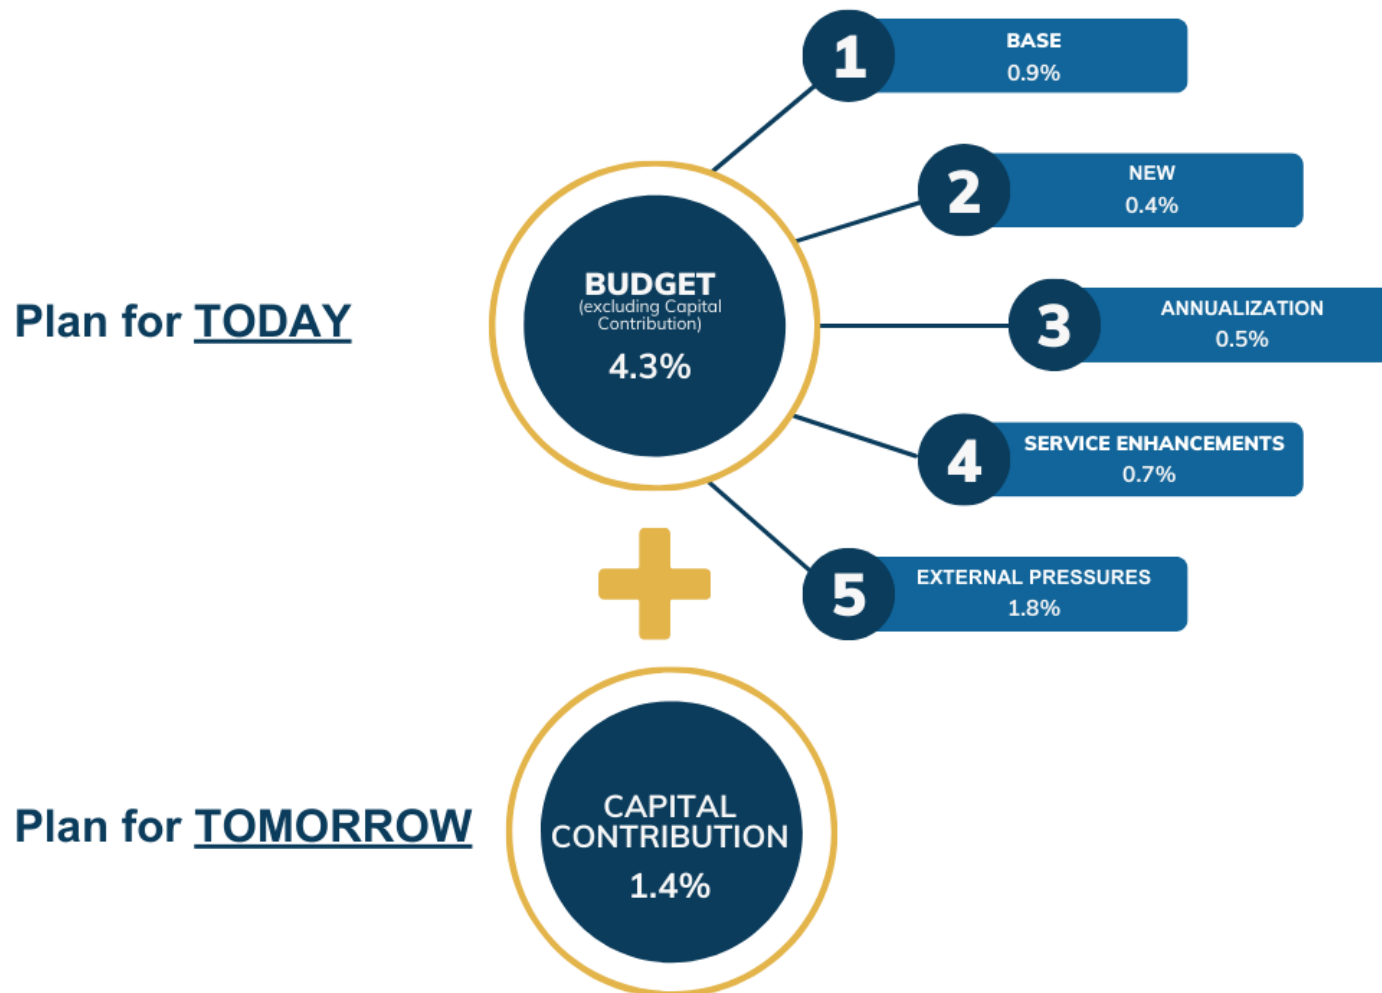 1
BASE
0.9%
2
NEW
0.4%
Plan for TODAY
BUDGET
(excluding Capital
Contribution)
4.3%
3
ANNUALIZATION
0.5%
4
SERVICE ENHANCEMENTS
0.7%
5
EXTERNAL PRESSURES
1.8%
Plan for TOMORROW
CAPITAL
CONTRIBUTION
1.4%